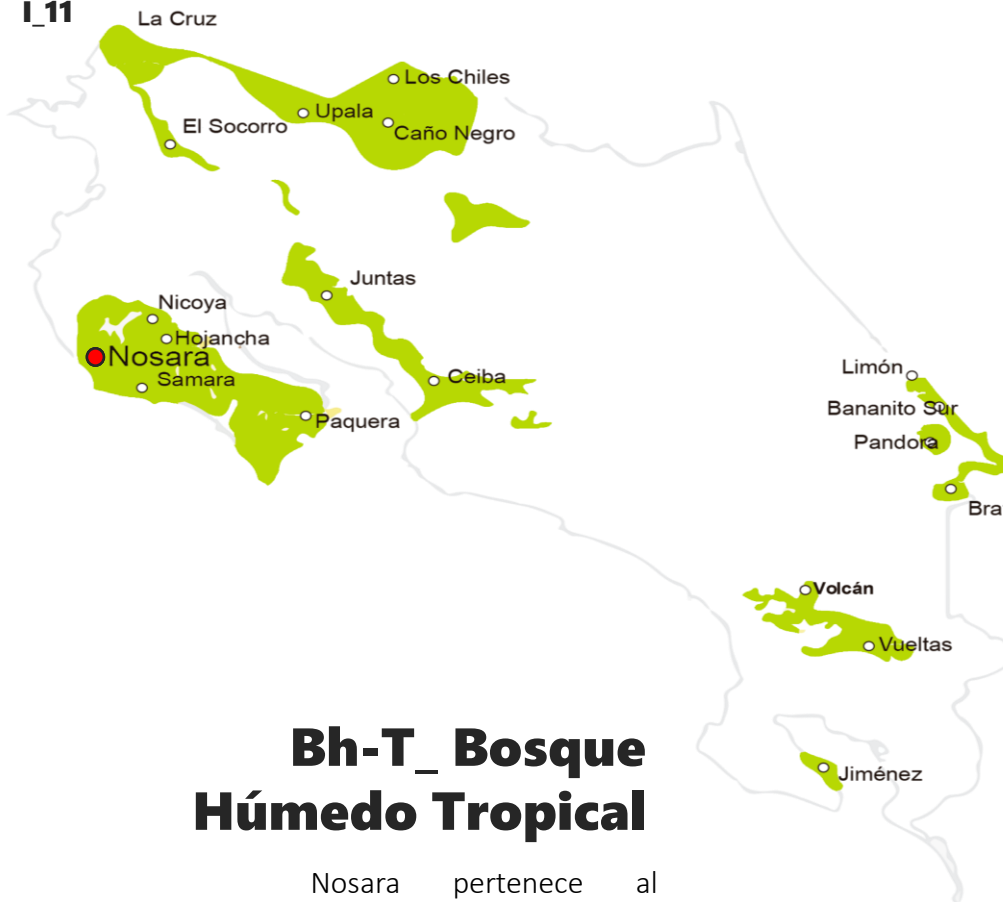 I_11
La Cruz
Los Chiles
Upala
El Socorro
Caño Negro
Juntas
Nicoya
Hojancha
Nosara
Samara
Ceiba
Paquera
Limón
Bananito Sur
Pandora
Bra
Volcán
Vueltas
Jiménez
Bh-T_ Bosque
Húmedo Tropical
Nosara pertenece al